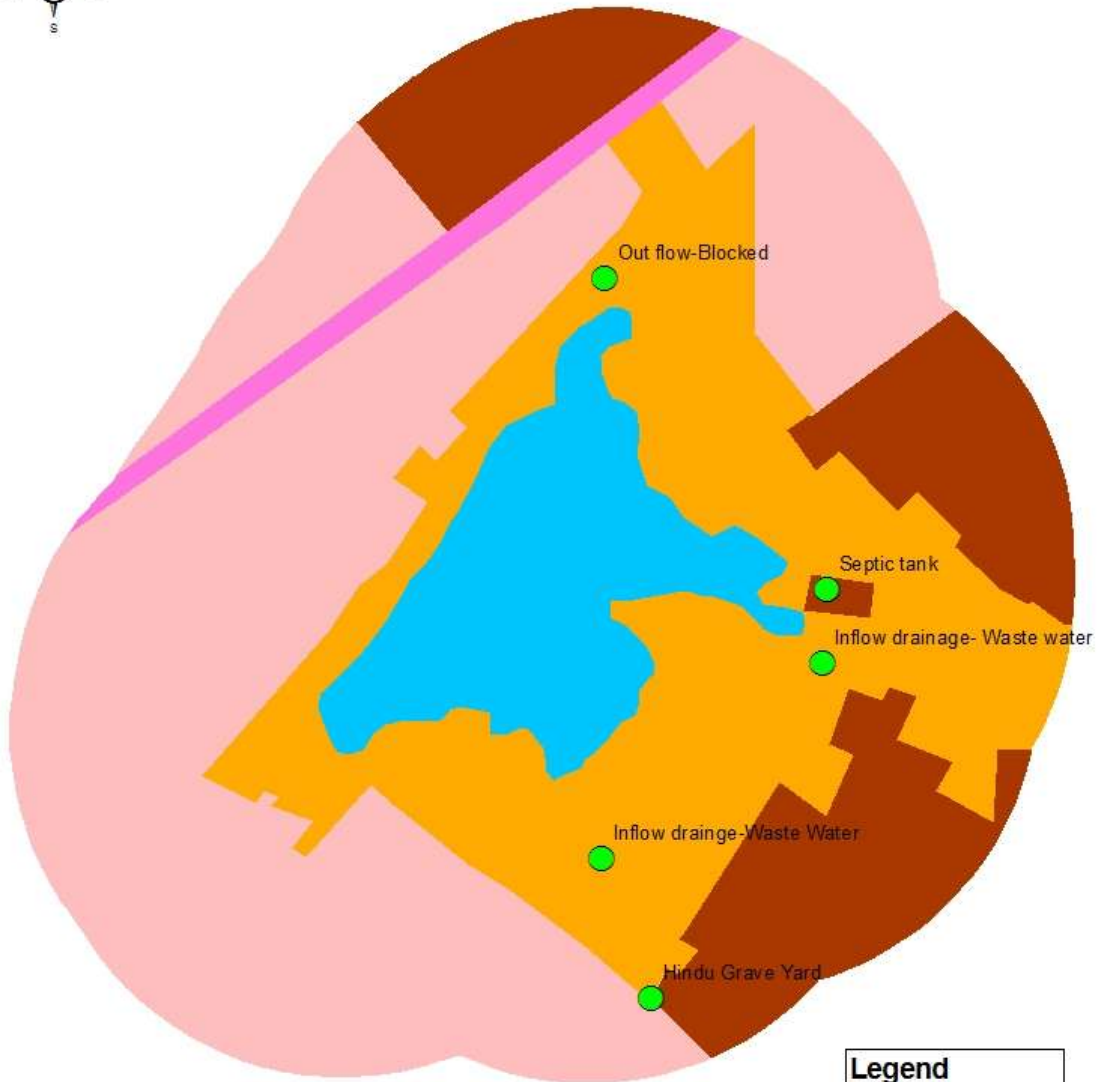 S
Out flow-Blocked
Septic tank
Inflow drainage- Waste water
Inflow drainge-Waste Water
Hindu Grave Yard
Legend